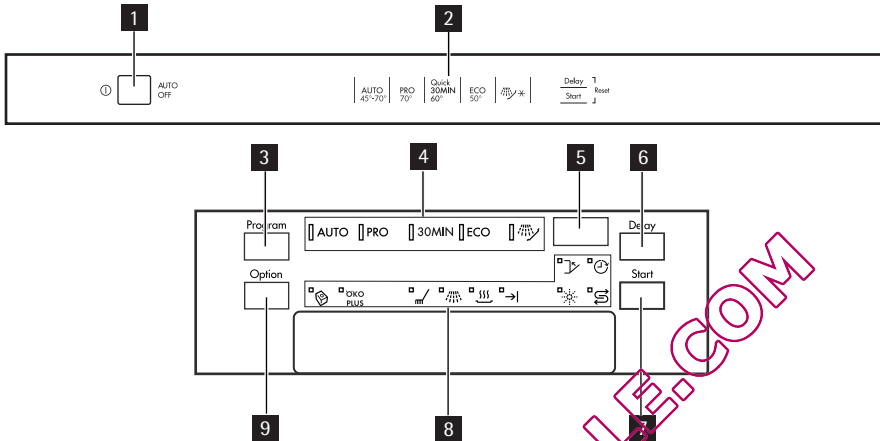 1 2
AUTO OFF
AUTO 45°-70°
PRO 70°
Quick 30MIN 60°
ECO 50°
Delay
Start
Reset
3 4 5 6
Program
AUTO PRO 30MIN ECO
Delay
Option
Start
ÖKO PLUS
9 8 7
LE.COM